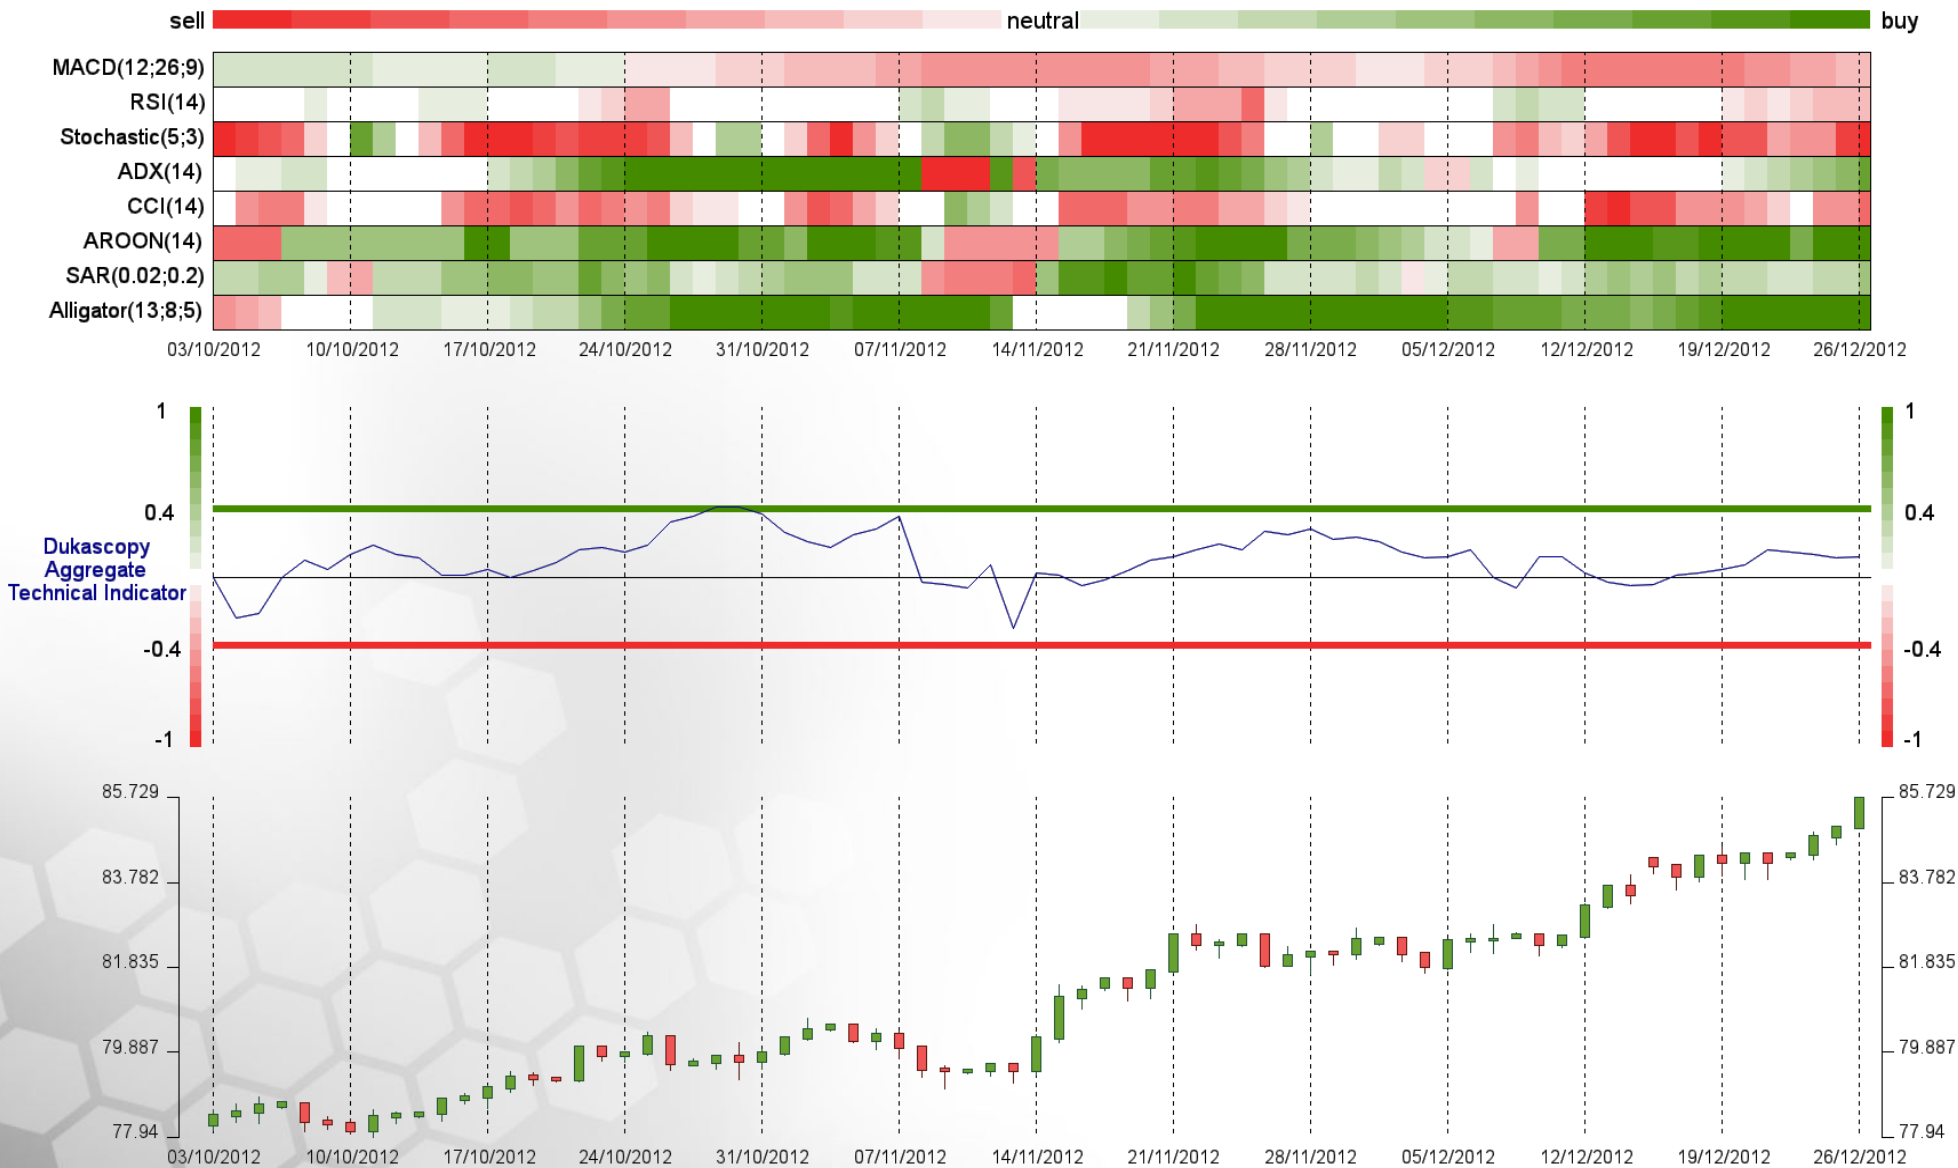 sell neutral buy
MACD(12;26;9)
RSI(14)
Stochastic(5;3)
ADX(14)
CCI(14)
AROON(14)
SAR(0.02;0.2)
Alligator(13;8;5)
03/10/2012 10/10/2012 17/10/2012 24/10/2012 31/10/2012 07/11/2012 14/11/2012 21/11/2012 28/11/2012 05/12/2012 12/12/2012 19/12/2012 26/12/2012
1 1
0.4 0.4
Dukascopy
Aggregate
Technical Indicator
-0.4 -0.4
-1 -1
85.729 85.729
83.782 83.782
81.835 81.835
79.887 79.887
77.94 77.94
03/10/2012 10/10/2012 17/10/2012 24/10/2012 31/10/2012 07/11/2012 14/11/2012 21/11/2012 28/11/2012 05/12/2012 12/12/2012 19/12/2012 26/12/2012